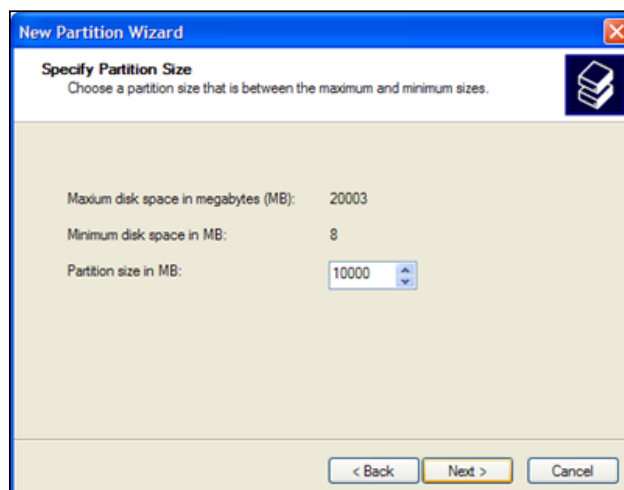 New Partition Wizard
Specify Partition Size
Choose a partition size that is between the maximum and minimum sizes.
Maxium disk space in megabytes (MB): 20003
Minimum disk space in MB: 8
Partition size in MB: 10000
< Back Next > Cancel